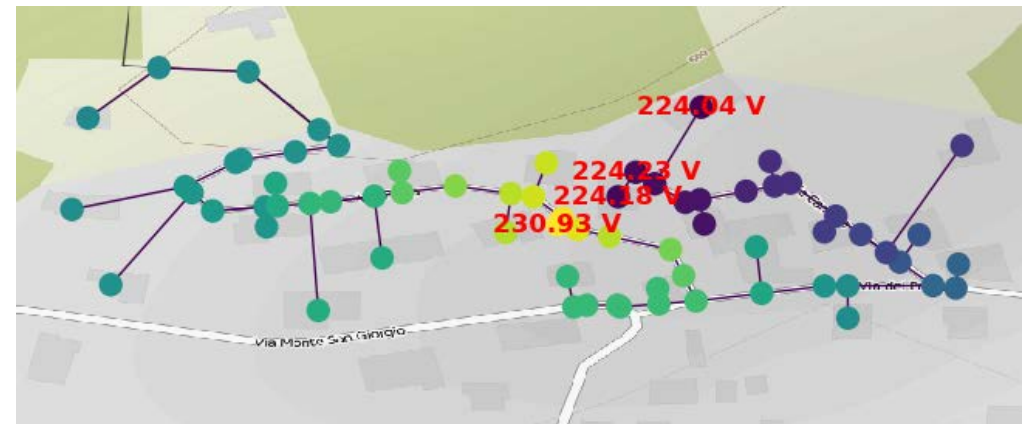 224.04 V
224.23 V
224.18 V
230.93 V
Via Monte San Giorgio